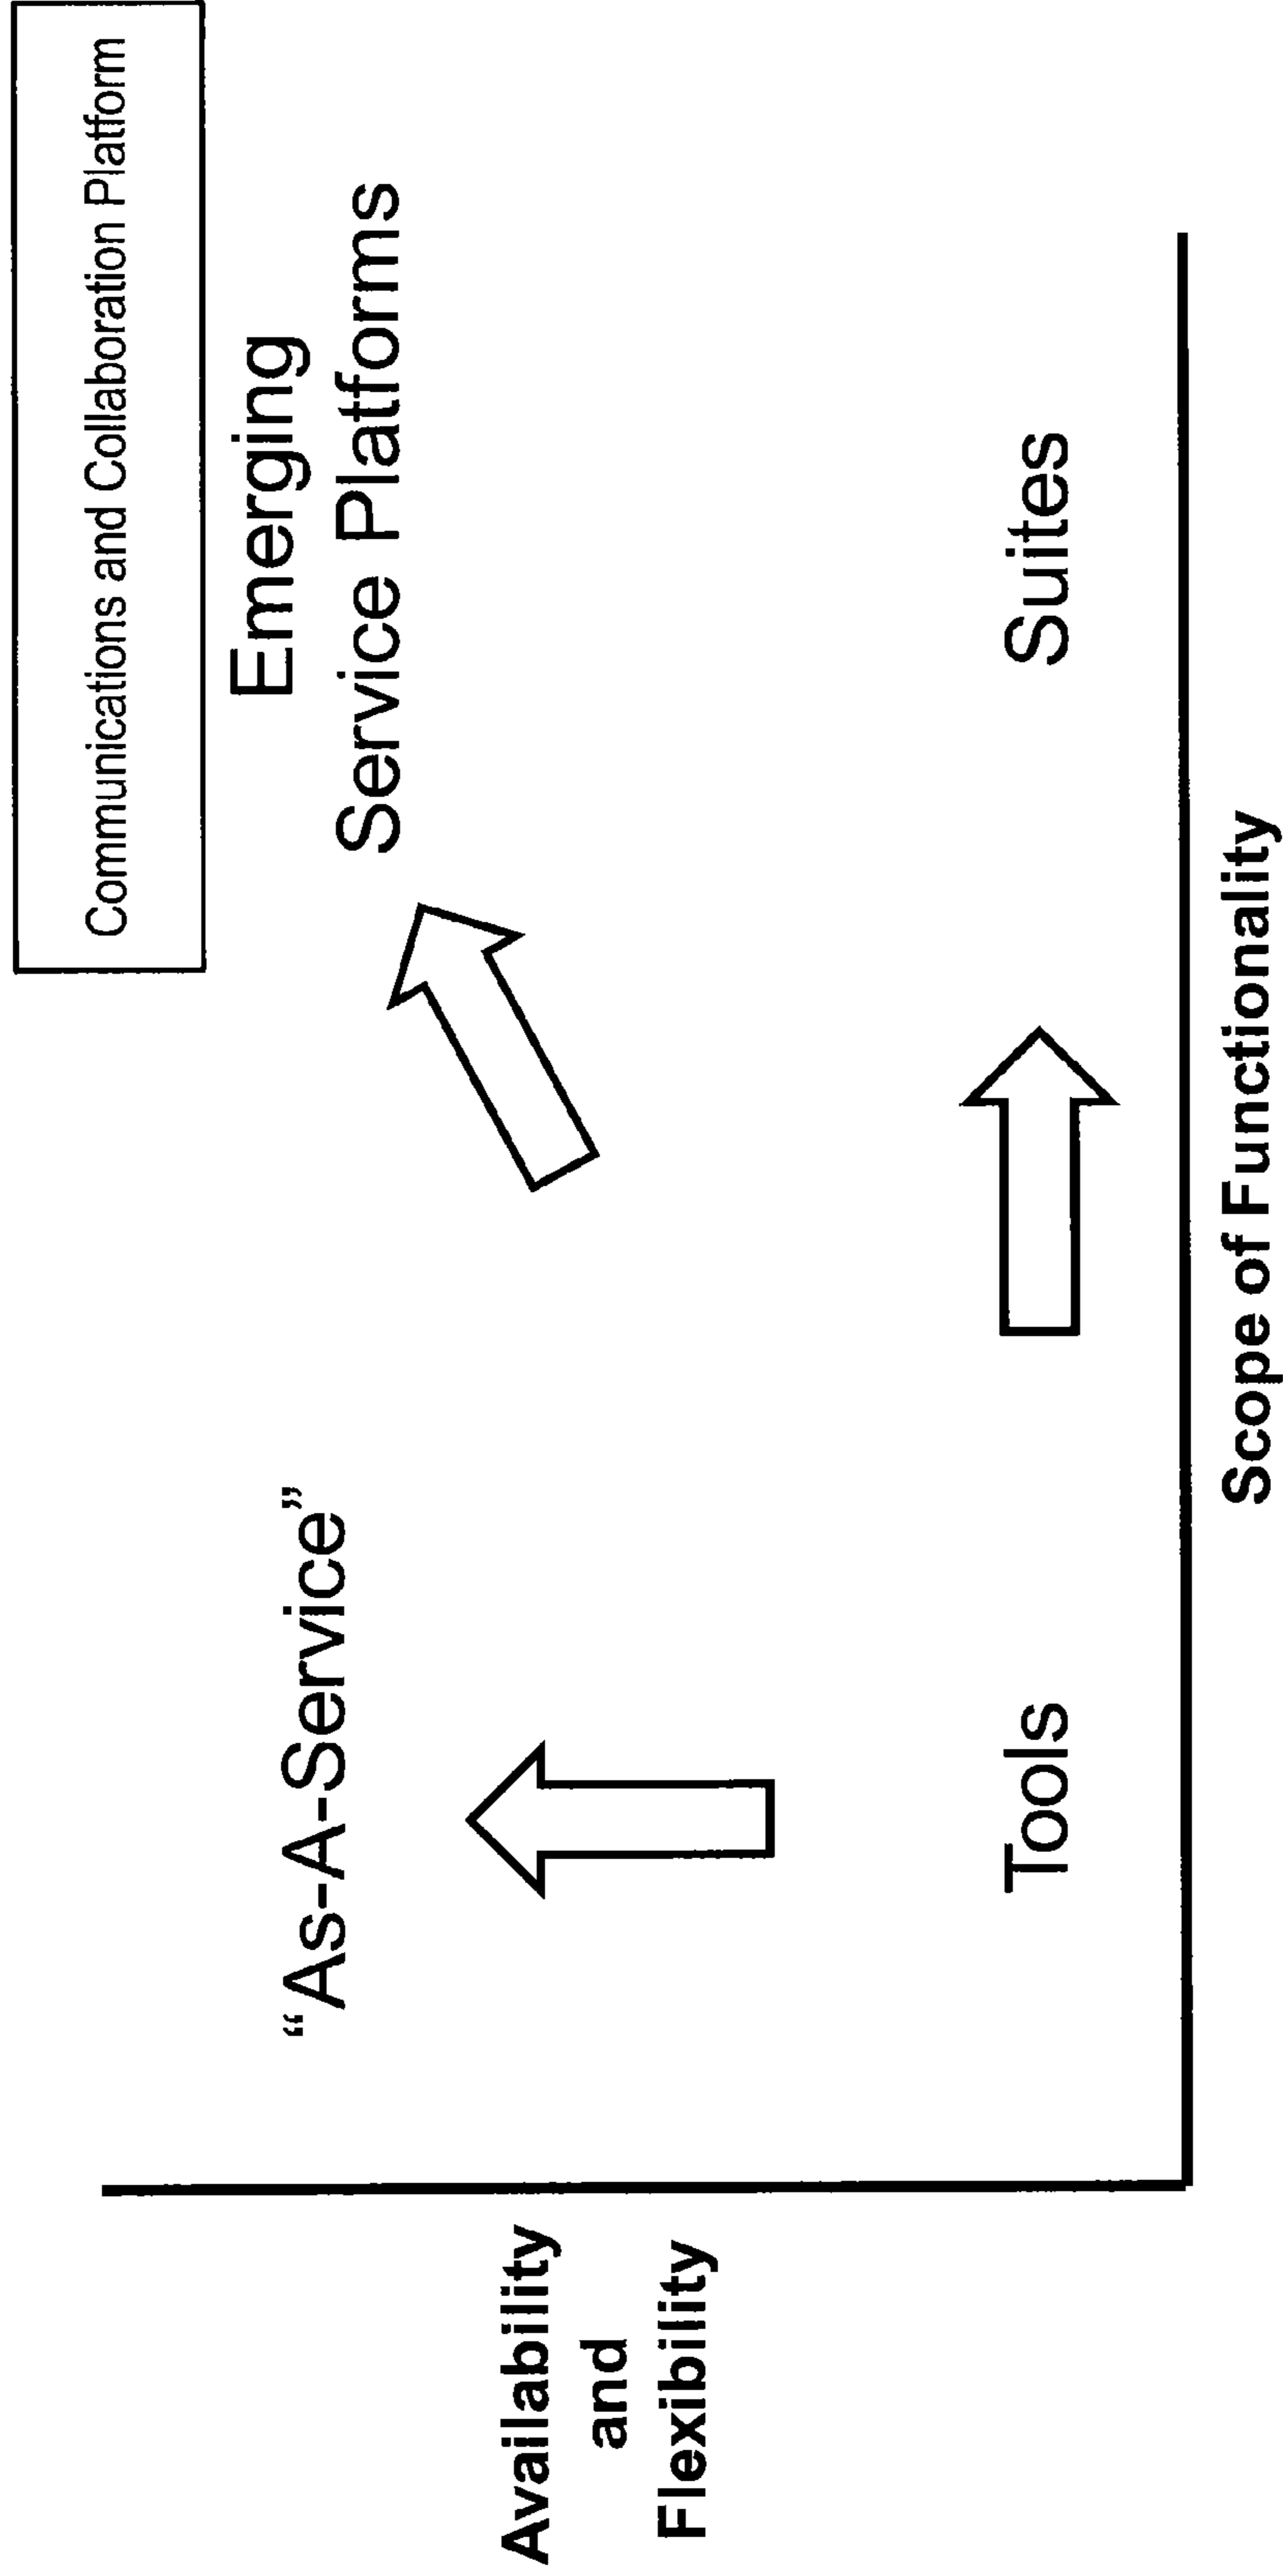 Communications and Collaboration Platform
Emerging
Service Platforms
“As-A-Service”
Availability
and
Flexibility
Tools
Suites
Scope of Functionality